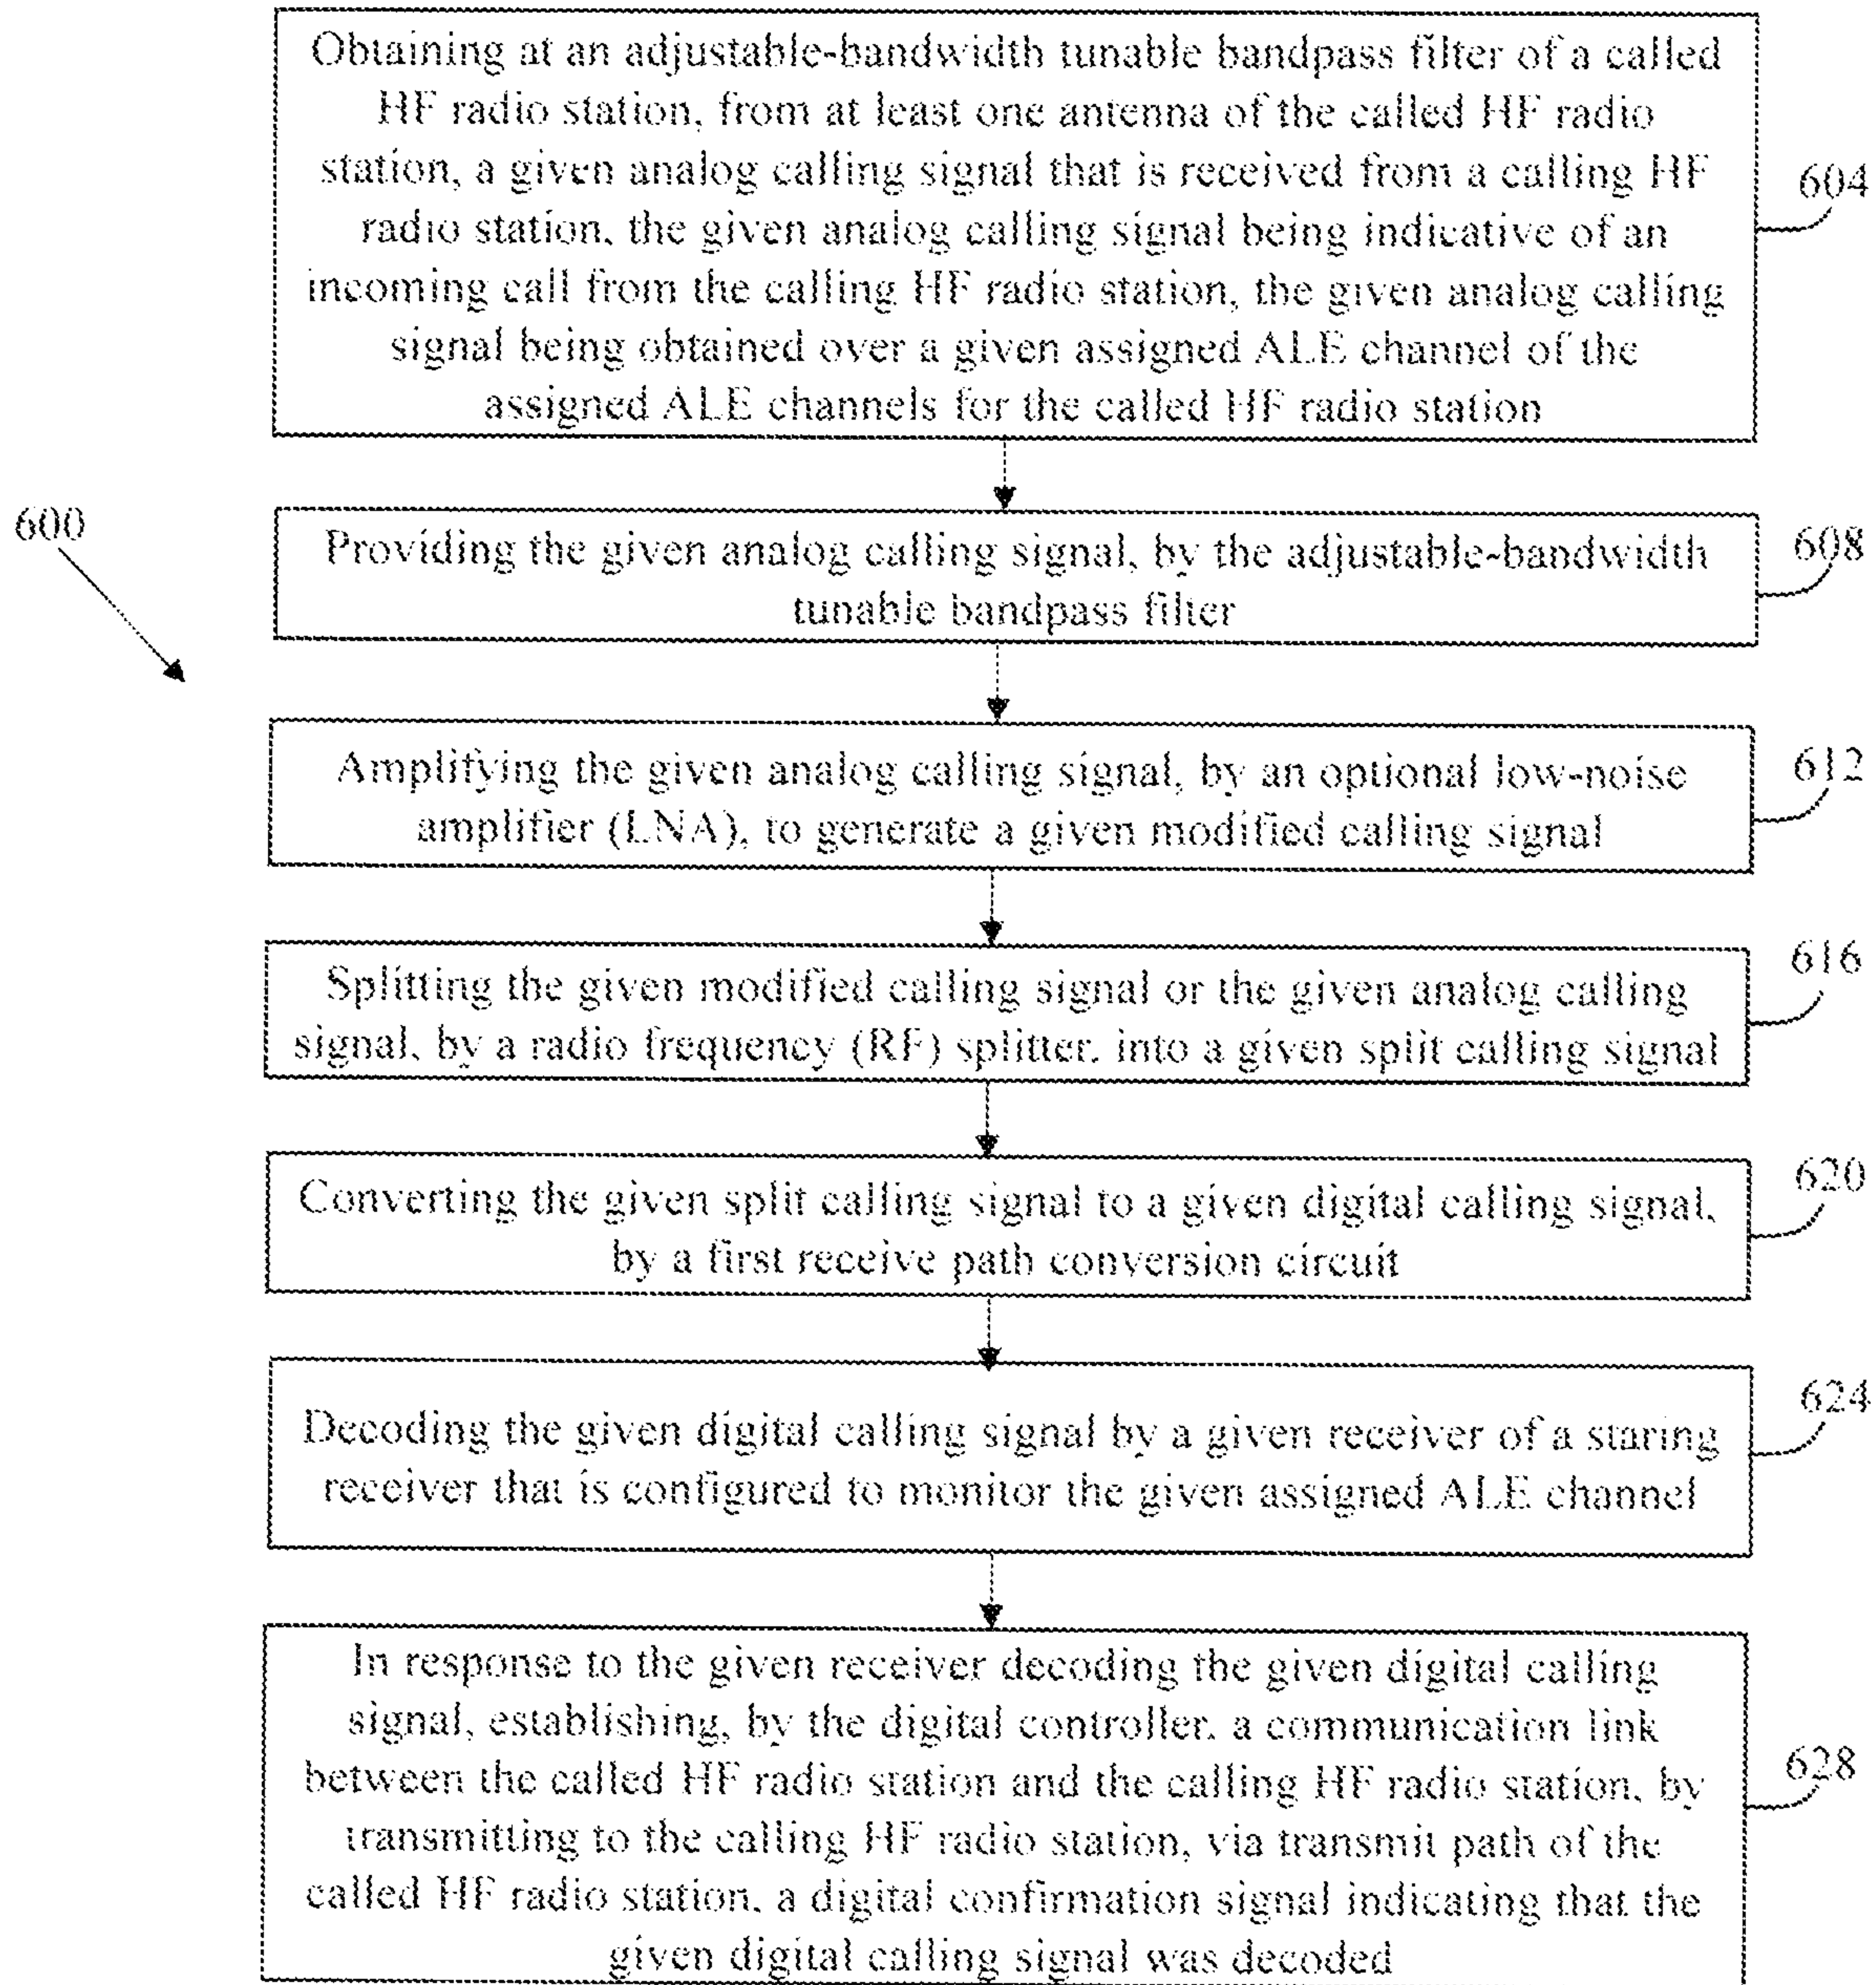 Obtaining at an adjustable-bandwidth tunable bandpass filter of a called
HF radio station, from at least one antenna of the called HF radio
station, a given analog calling signal that is received from a calling HF
radio station, the given analog calling signal being indicative of an
incoming call from the calling HF radio station, the given analog calling
signal being obtained over a given assigned ALE channel of the
assigned ALE channels for the called HF radio station
604
600
Providing the given analog calling signal, by the adjustable-bandwidth
tunable bandpass filter
608
Amplifying the given analog calling signal, by an optional low-noise
amplifier (LNA), to generate a given modified calling signal
612
Splitting the given modified calling signal or the given analog calling
signal, by a radio frequency (RF) splitter, into a given split calling signal
616
Converting the given split calling signal to a given digital calling signal,
by a first receive path conversion circuit
620
Decoding the given digital calling signal by a given receiver of a staring
receiver that is configured to monitor the given assigned ALE channel
624
In response to the given receiver decoding the given digital calling
signal, establishing, by the digital controller, a communication link
between the called HF radio station and the calling HF radio station, by
transmitting to the calling HF radio station, via transmit path of the
called HF radio station, a digital confirmation signal indicating that the
given digital calling signal was decoded
628